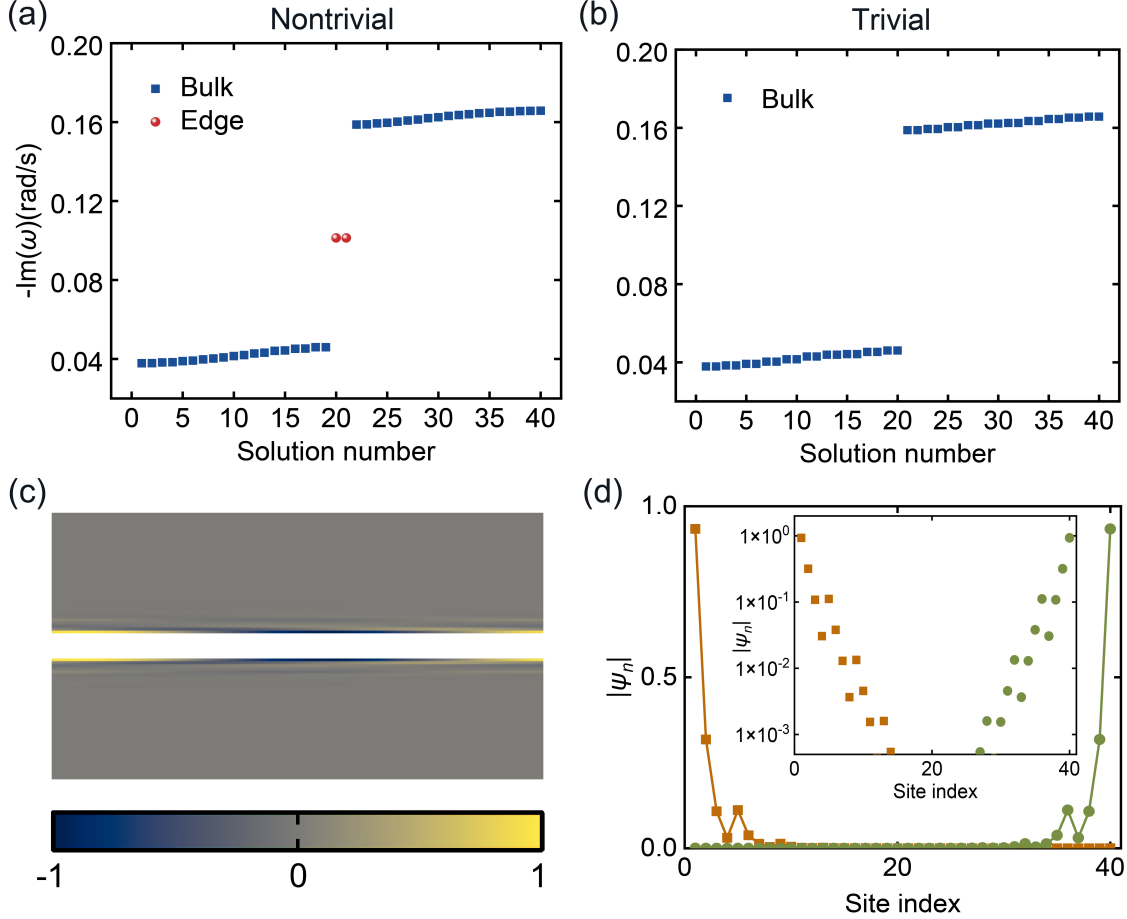 (a) Nontrivial
0.20
0.16
0.12
0.08
0.04
-Im(ω)(rad/s)
Bulk
Edge
0 5 10 15 20 25 30 35 40
Solution number
(b) Trivial
0.20
0.16
0.12
0.08
0.04
Bulk
0 5 10 15 20 25 30 35 40
Solution number
(c)
-1 0 1
(d)
1.0
0.5
0.0
|ψn|
1×10⁰
1×10⁻¹
1×10⁻²
1×10⁻³
|ψn|
0 20 40
Site index
0 20 40
Site index